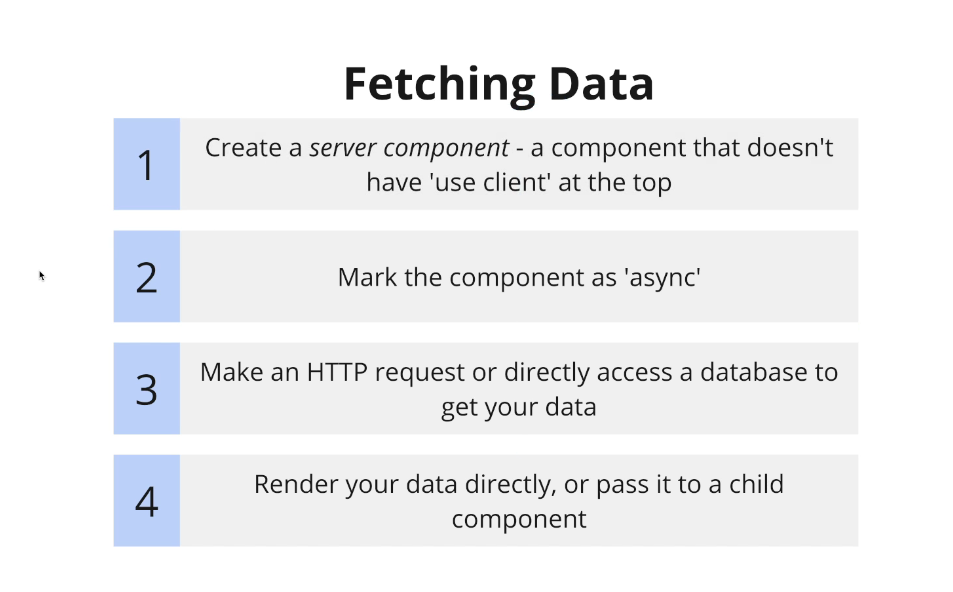 Fetching Data
1
Create a server component - a component that doesn't
have 'use client' at the top
2
Mark the component as 'async'
3
Make an HTTP request or directly access a database to
get your data
4
Render your data directly, or pass it to a child
component